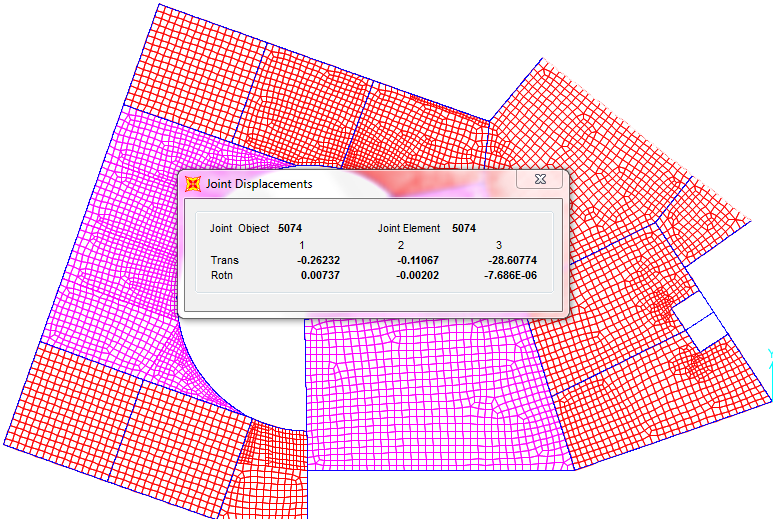 Joint Displacements
Joint Object 5074 Joint Element 5074
1 2 3
Trans -0.26232 -0.11067 -28.60774
Rotn 0.00737 -0.00202 -7.686E-06
Y